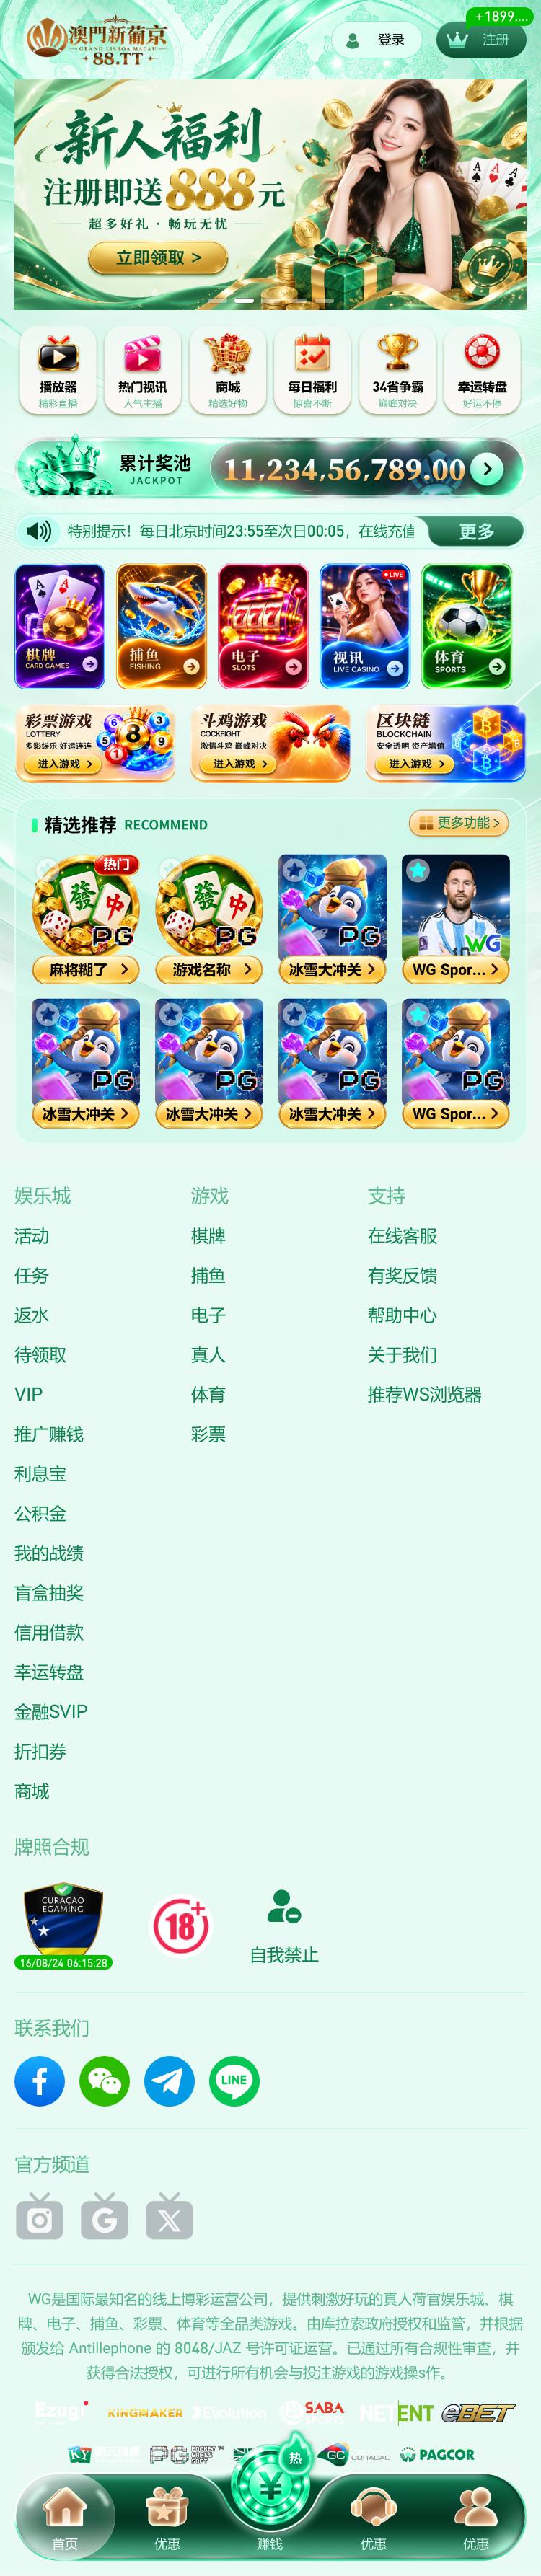 +1899....
澳門新葡京
GRAND LISBOA MACAU
88.TT
登录
注册
新人福利
注册即送888元
超多好礼·畅玩无忧
立即领取 >
播放器
精彩直播
热门视讯
人气主播
商城
精选好物
每日福利
惊喜不断
34省争霸
巅峰对决
幸运转盘
好运不停
累计奖池
JACKPOT
11,234,56,789.00
特别提示！每日北京时间23:55至次日00:05，在线充值
更多
棋牌
CARD GAMES
捕鱼
FISHING
777
电子
SLOTS
LIVE
视讯
LIVE CASINO
体育
SPORTS
彩票游戏
LOTTERY
多彩娱乐 好运连连
进入游戏 >
斗鸡游戏
COCKFIGHT
激情斗鸡 巅峰对决
进入游戏 >
区块链
BLOCKCHAIN
安全透明 资产增值
进入游戏 >
精选推荐 RECOMMEND
更多功能 >
热门
發 中
PG
麻将糊了
發 中
PG
游戏名称
PG
冰雪大冲关
WG
WG Spor...
PG
冰雪大冲关
PG
冰雪大冲关
PG
冰雪大冲关
PG
WG Spor...
娱乐城
活动
任务
返水
待领取
VIP
推广赚钱
利息宝
公积金
我的战绩
盲盒抽奖
信用借款
幸运转盘
金融SVIP
折扣券
商城
游戏
棋牌
捕鱼
电子
真人
体育
彩票
支持
在线客服
有奖反馈
帮助中心
关于我们
推荐WS浏览器
牌照合规
CURAÇAO
EGAMING
16/08/24 06:15:28
18+
自我禁止
联系我们
LINE
官方频道
WG是国际最知名的线上博彩运营公司，提供刺激好玩的真人荷官娱乐城、棋
牌、电子、捕鱼、彩票、体育等全品类游戏。由库拉索政府授权和监管，并根据
颁发给 Antillephone 的 8048/JAZ 号许可证运营。已通过所有合规性审查，并
获得合法授权，可进行所有机会与投注游戏的游戏操s作。
Ezugi
KINGMAKER
Evolution
SABA
SPORTS
NETENT
eBET
KY
PG POCKET GAMES SOFT
GC CURACAO
PAGCOR
热
首页
优惠
赚钱
优惠
优惠